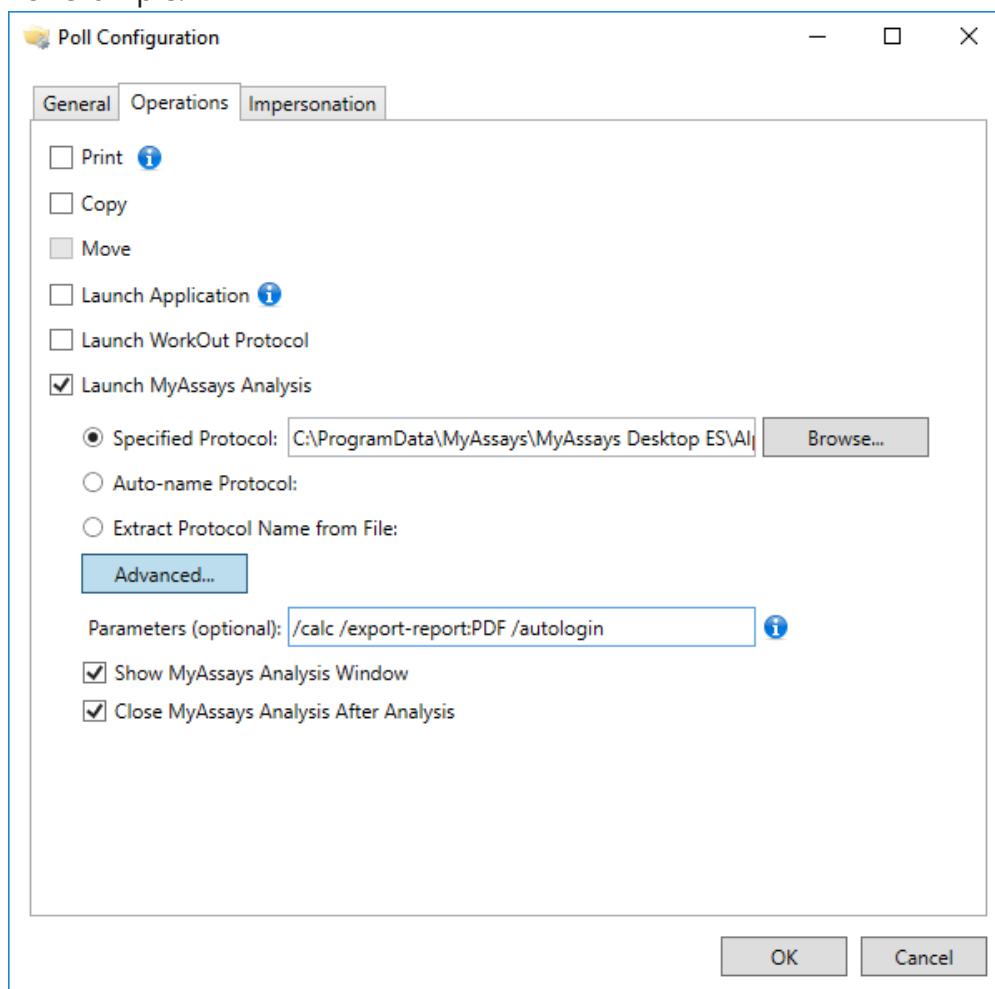 Poll Configuration
General Operations Impersonation
Print
Copy
Move
Launch Application
Launch WorkOut Protocol
Launch MyAssays Analysis
Specified Protocol: C:\ProgramData\MyAssays\MyAssays Desktop ES\Al Browse...
Auto-name Protocol:
Extract Protocol Name from File:
Advanced...
Parameters (optional): /calc /export-report:PDF /autologin
Show MyAssays Analysis Window
Close MyAssays Analysis After Analysis
OK Cancel